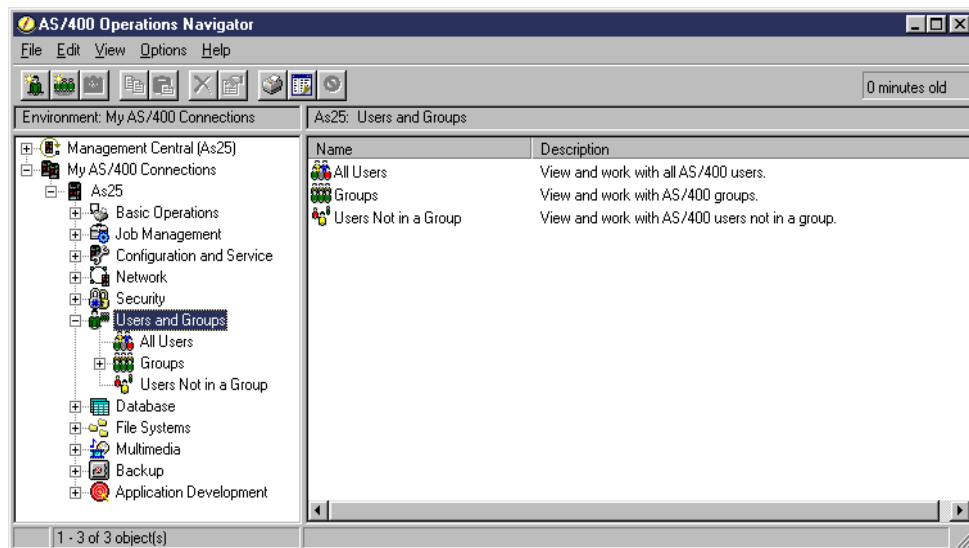 AS/400 Operations Navigator
File Edit View Options Help
0 minutes old
Environment: My AS/400 Connections
As25: Users and Groups
Management Central (As25)
My AS/400 Connections
As25
Basic Operations
Job Management
Configuration and Service
Network
Security
Users and Groups
All Users
Groups
Users Not in a Group
Database
File Systems
Multimedia
Backup
Application Development
Name Description
All Users View and work with all AS/400 users.
Groups View and work with AS/400 groups.
Users Not in a Group View and work with AS/400 users not in a group.
1 - 3 of 3 object(s)